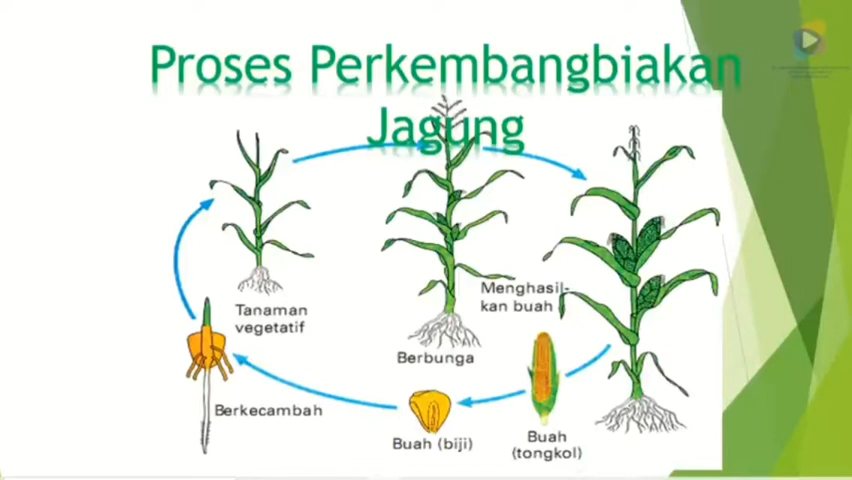 Proses Perkembangbiakan
Jagung
Tanaman
vegetatif
Berbunga
Menghasil-
kan buah
Berkecambah
Buah (biji)
Buah
(tongkol)